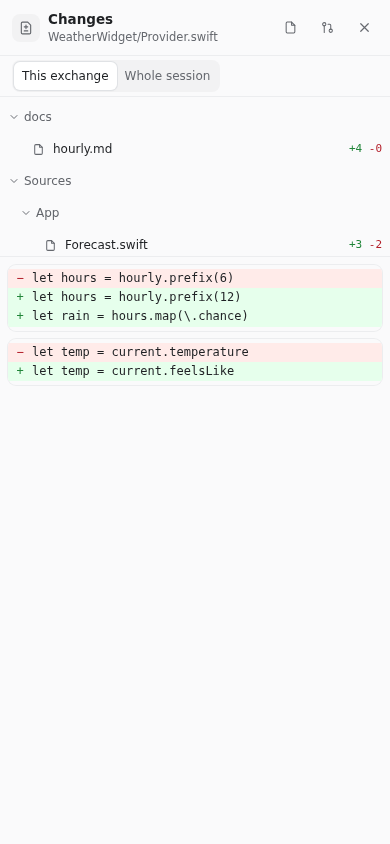 Changes
WeatherWidget/Provider.swift
This exchange Whole session
docs
hourly.md +4 -0
Sources
App
Forecast.swift +3 -2
− let hours = hourly.prefix(6)
+ let hours = hourly.prefix(12)
+ let rain = hours.map(\.chance)
− let temp = current.temperature
+ let temp = current.feelsLike